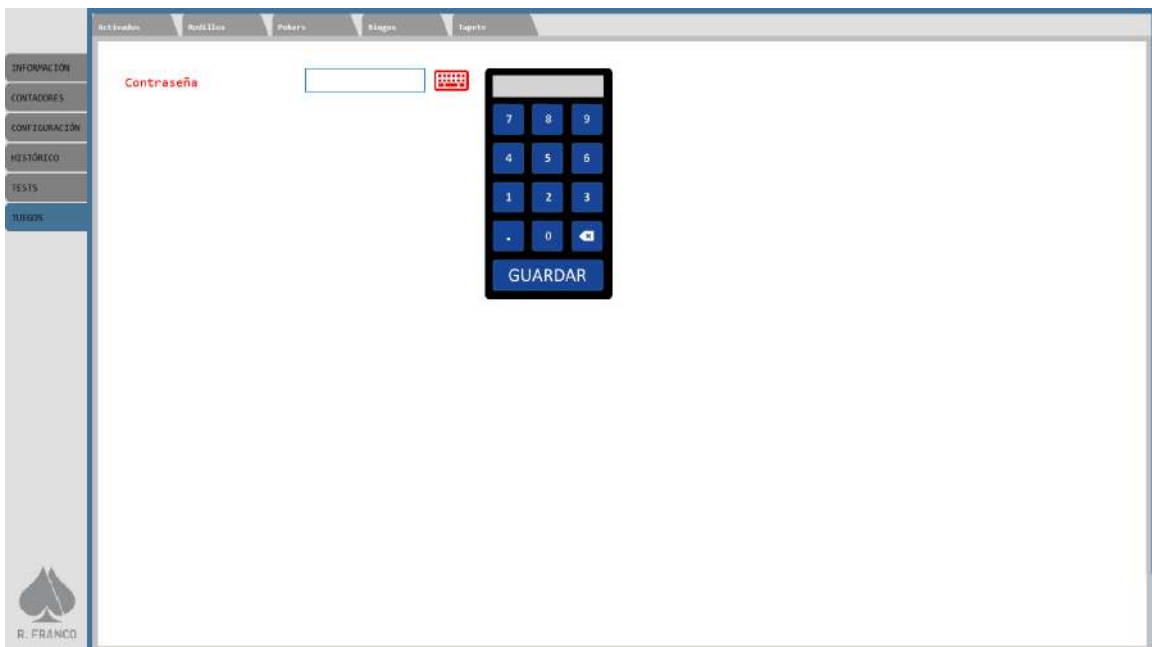 Activados Rodillos Pokers Bingos Tapete
INFORMACIÓN
CONTADORES
CONFIGURACIÓN
HISTÓRICO
TESTS
JUEGOS
Contraseña
7 8 9
4 5 6
1 2 3
. 0
GUARDAR
R. FRANCO